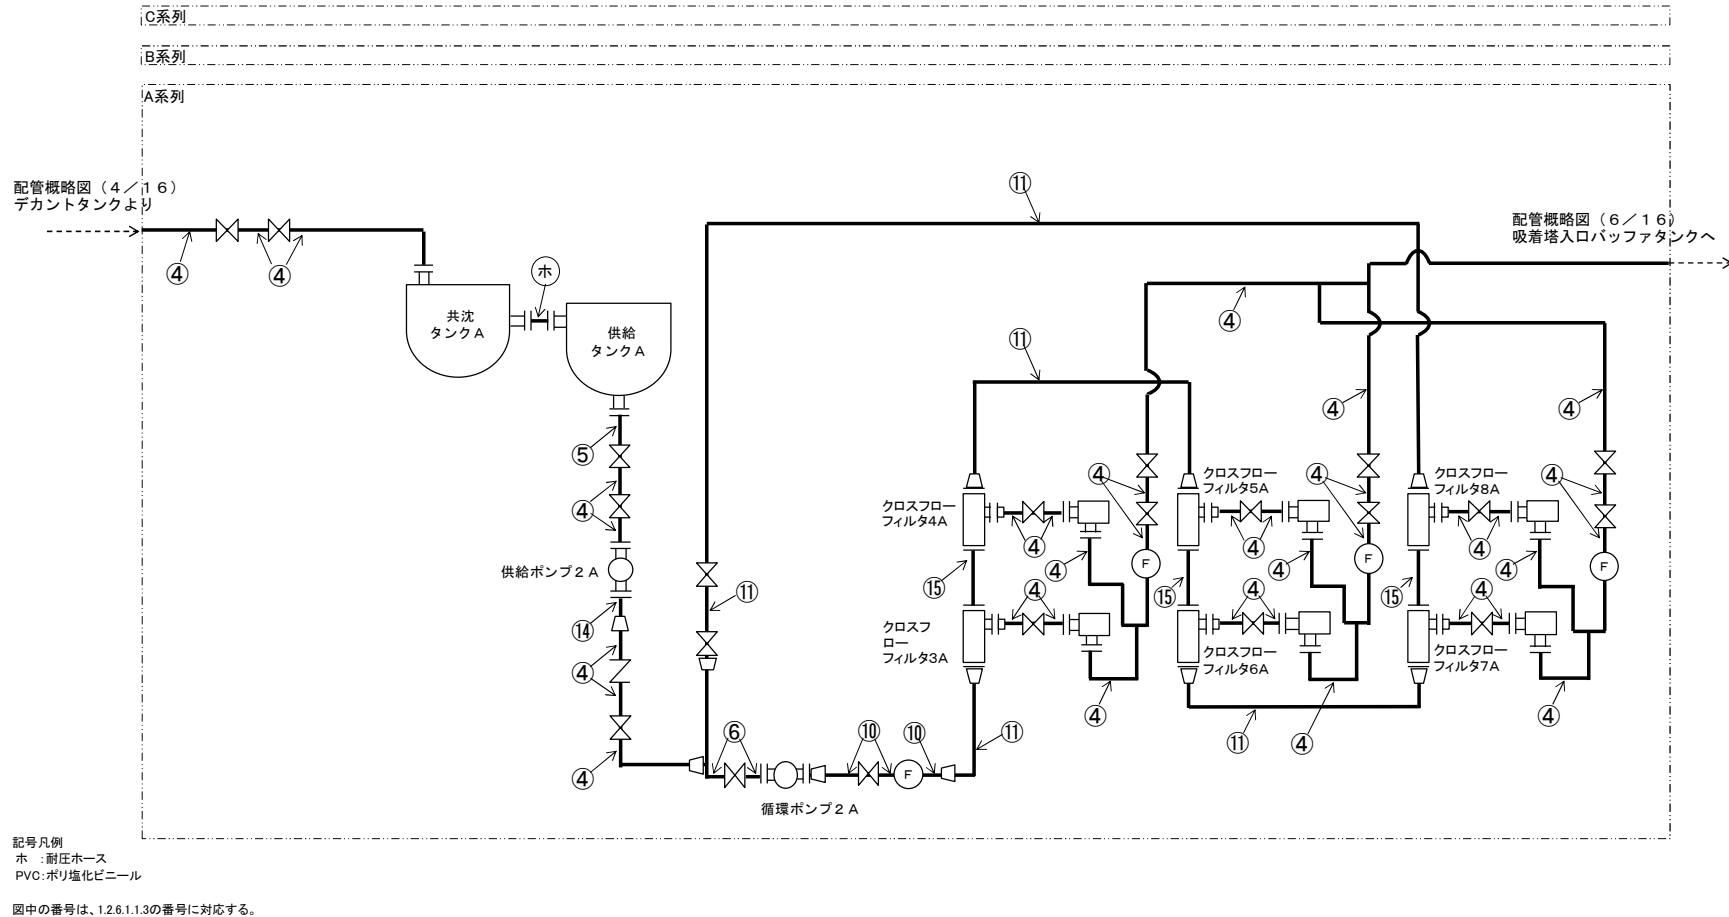 C系列
B系列
A系列
配管概略図（４／１６）
デカントタンクより
④
④
共沈
タンクＡ
ホ
供給
タンクＡ
⑪
配管概略図（６／１６）
吸着塔入口バッファタンクへ
④
⑪
④
④
⑤
④
供給ポンプ２Ａ
⑭
④
④
⑪
クロスフロー
フィルタ4A
④
④
④
F
⑮
④
クロスフ
ロー
フィルタ3A
④
クロスフロー
フィルタ5A
④
④
④
F
⑮
④
クロスフロー
フィルタ6A
④
⑪
クロスフロー
フィルタ8A
④
④
④
F
⑮
④
クロスフロー
フィルタ7A
④
⑥
⑩
F
⑩
⑪
循環ポンプ２Ａ
記号凡例
ホ ：耐圧ホース
PVC：ポリ塩化ビニール
図中の番号は、1.2.6.1.1.3の番号に対応する。